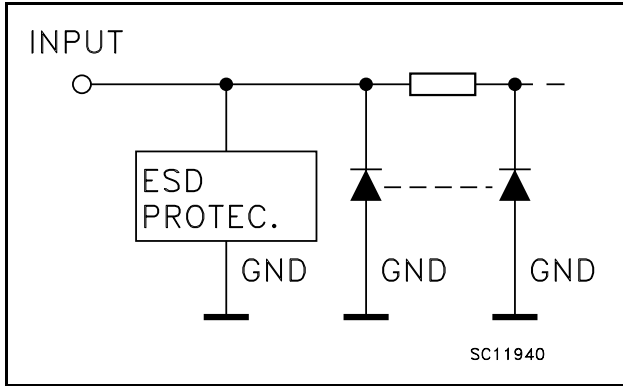 INPUT
ESD
PROTEC.
GND GND GND
SC11940